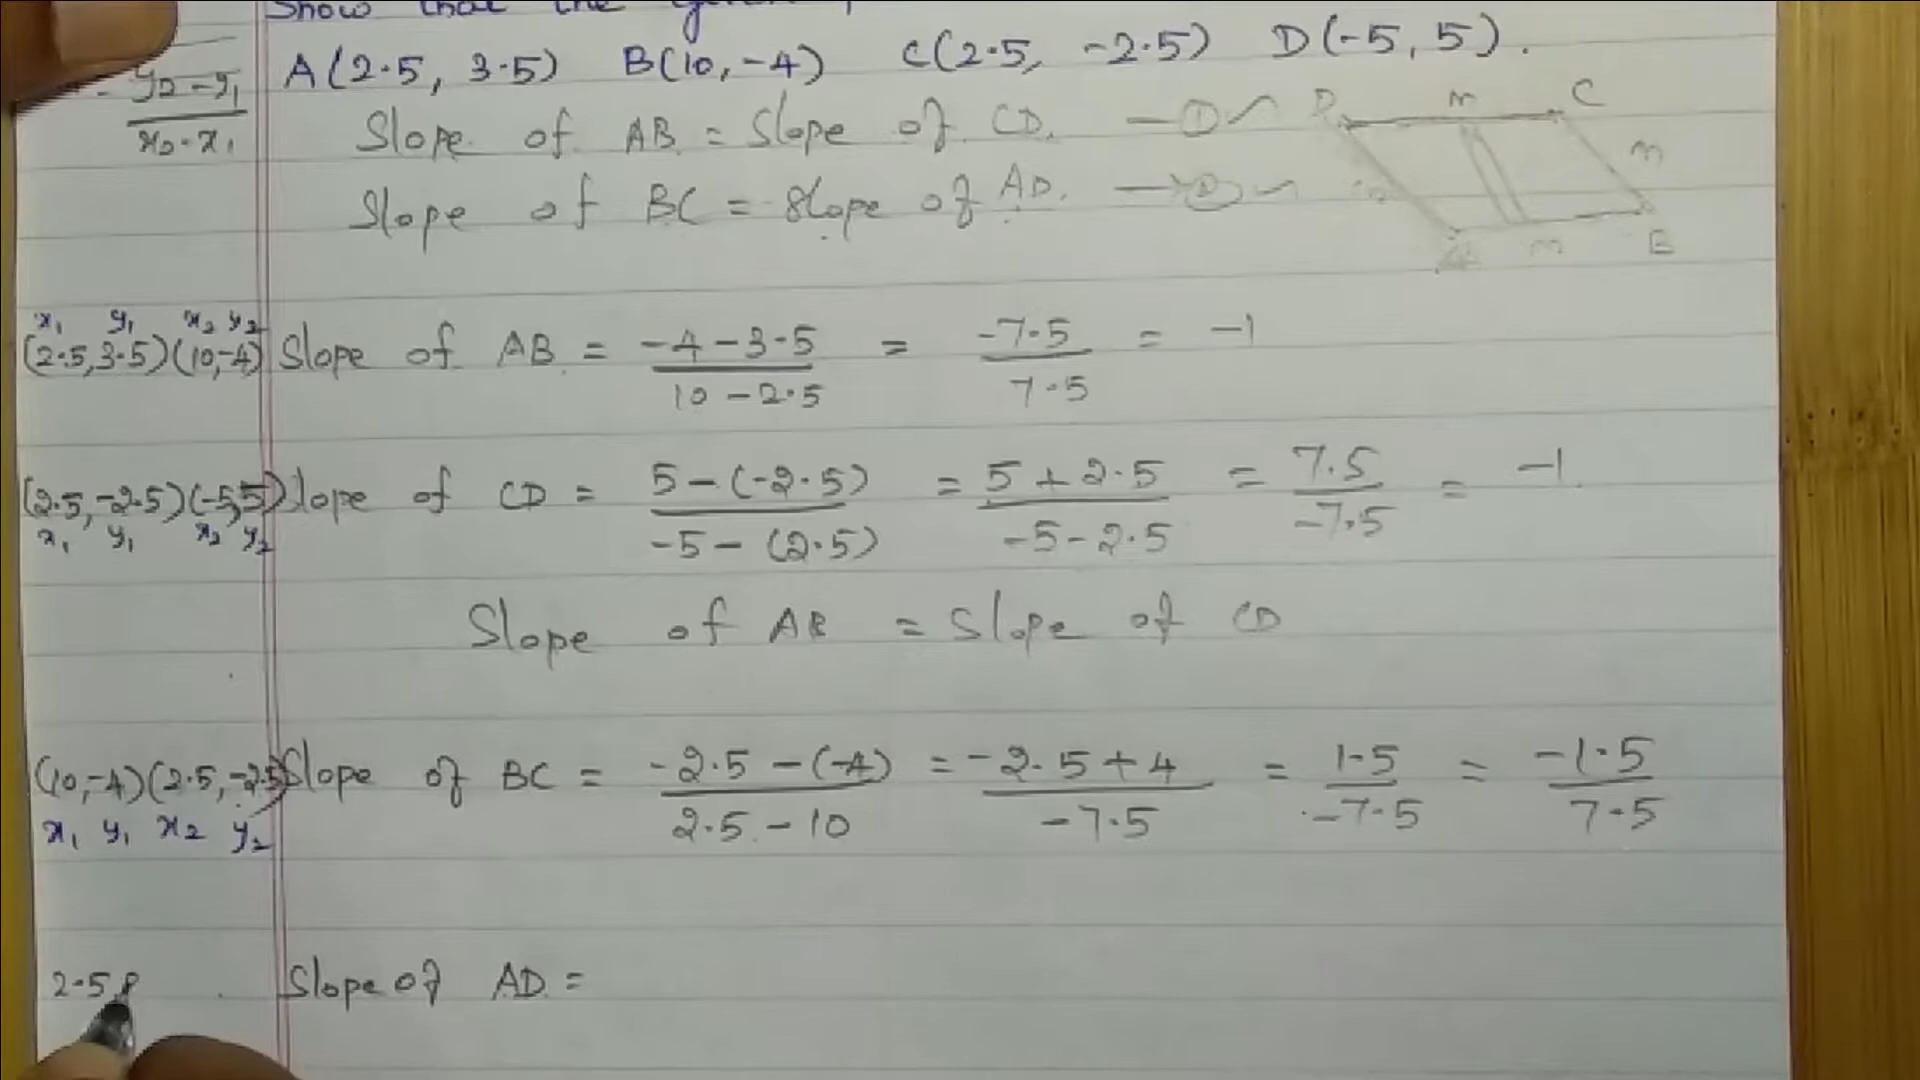 Show that the
A(2.5, 3.5) B(10, -4) C(2.5, -2.5) D(-5, 5).
y₂-y₁
x₂-x₁
Slope of AB = Slope of CD. — ①
Slope of BC = Slope of AD. → ②
D m C
m
A m B
x₁ y₁ x₂ y₂
(2.5, 3.5)(10, -4) Slope of AB = -4-3.5 / 10-2.5 = -7.5 / 7.5 = -1
(2.5, -2.5)(-5, 5) Slope of CD = 5-(-2.5) / -5-(2.5) = 5+2.5 / -5-2.5 = 7.5 / -7.5 = -1
x₁ y₁ x₂ y₂
Slope of AB = Slope of CD
(10, -4)(2.5, -2.5) Slope of BC = -2.5-(-4) / 2.5-10 = -2.5+4 / -7.5 = 1.5 / -7.5 = -1.5 / 7.5
x₁ y₁ x₂ y₂
2.5, Slope of AD =